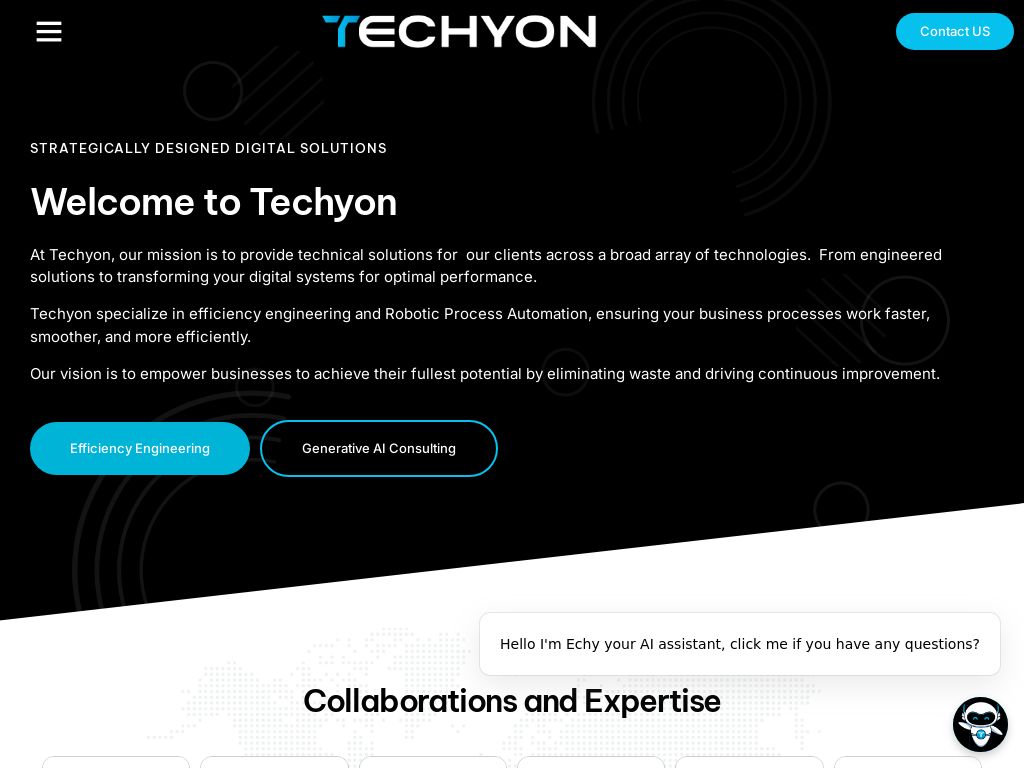 TECHYON
Contact US
STRATEGICALLY DESIGNED DIGITAL SOLUTIONS
Welcome to Techyon
At Techyon, our mission is to provide technical solutions for  our clients across a broad array of technologies.  From engineered
solutions to transforming your digital systems for optimal performance.
Techyon specialize in efficiency engineering and Robotic Process Automation, ensuring your business processes work faster,
smoother, and more efficiently.
Our vision is to empower businesses to achieve their fullest potential by eliminating waste and driving continuous improvement.
Efficiency Engineering
Generative AI Consulting
Hello I'm Echy your AI assistant, click me if you have any questions?
Collaborations and Expertise